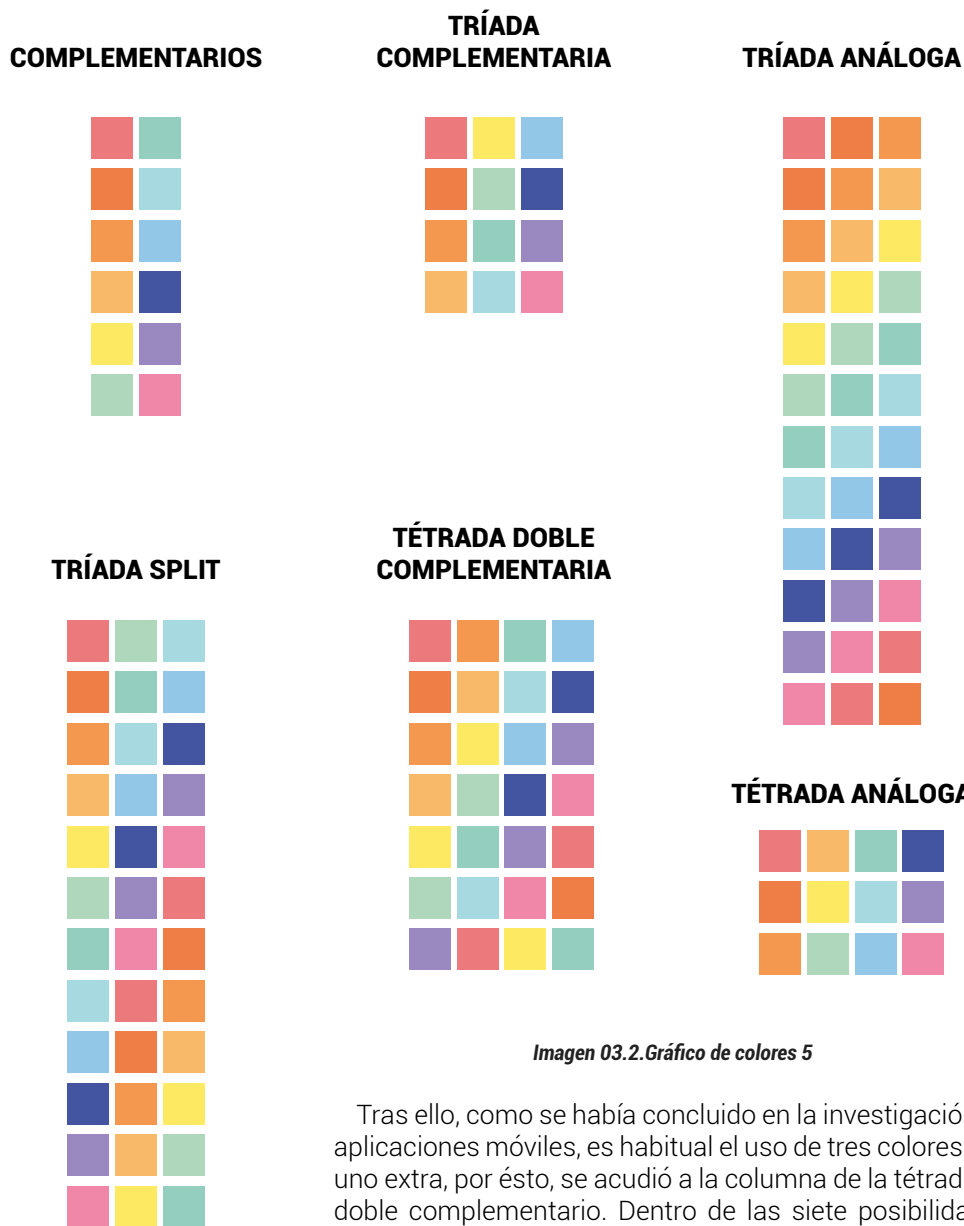 COMPLEMENTARIOS
TRÍADA
COMPLEMENTARIA
TRÍADA ANÁLOGA
TRÍADA SPLIT
TÉTRADA DOBLE
COMPLEMENTARIA
TÉTRADA ANÁLOGA
Imagen 03.2.Gráfico de colores 5
Tras ello, como se había concluido en la investigació
aplicaciones móviles, es habitual el uso de tres colores
uno extra, por ésto, se acudió a la columna de la tétrad
doble complementario. Dentro de las siete posibilida